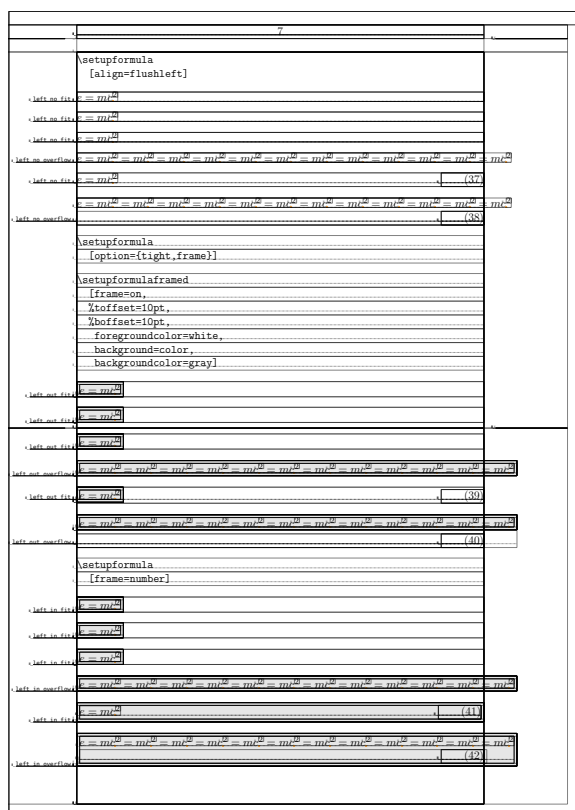 7
\setupformula
[align=flushleft]
left no fit e = mc²
left no fit e = mc²
left no fit e = mc²
left no overflow e = mc² = mc² = mc² = mc² = mc² = mc² = mc² = mc² = mc² = mc² = mc² = mc²
left no fit e = mc² (37)
e = mc² = mc² = mc² = mc² = mc² = mc² = mc² = mc² = mc² = mc² = mc² = mc²
left no overflow (38)
\setupformula
[option={tight,frame}]
\setupformulaframed
[frame=on,
%toffset=10pt,
%boffset=10pt,
foregroundcolor=white,
background=color,
backgroundcolor=gray]
left out fit e = mc²
left out fit e = mc²
left out fit e = mc²
left out overflow e = mc² = mc² = mc² = mc² = mc² = mc² = mc² = mc² = mc² = mc² = mc² = mc²
left out fit e = mc² (39)
e = mc² = mc² = mc² = mc² = mc² = mc² = mc² = mc² = mc² = mc² = mc² = mc²
left out overflow (40)
\setupformula
[frame=number]
left in fit e = mc²
left in fit e = mc²
left in fit e = mc²
left in overflow e = mc² = mc² = mc² = mc² = mc² = mc² = mc² = mc² = mc² = mc² = mc² = mc²
left in fit e = mc² (41)
e = mc² = mc² = mc² = mc² = mc² = mc² = mc² = mc² = mc² = mc² = mc² = mc²
left in overflow (42)